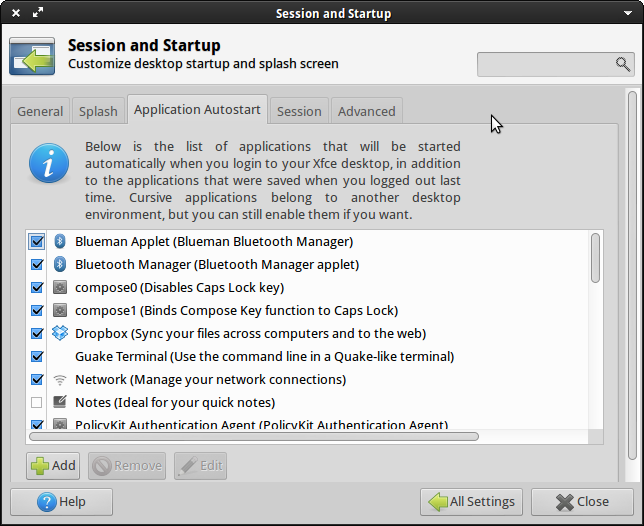 Session and Startup
Session and Startup
Customize desktop startup and splash screen
General Splash Application Autostart Session Advanced
Below is the list of applications that will be started
automatically when you login to your Xfce desktop, in addition
to the applications that were saved when you logged out last
time. Cursive applications belong to another desktop
environment, but you can still enable them if you want.
Blueman Applet (Blueman Bluetooth Manager)
Bluetooth Manager (Bluetooth Manager applet)
compose0 (Disables Caps Lock key)
compose1 (Binds Compose Key function to Caps Lock)
Dropbox (Sync your files across computers and to the web)
Guake Terminal (Use the command line in a Quake-like terminal)
Network (Manage your network connections)
Notes (Ideal for your quick notes)
PolicyKit Authentication Agent (PolicyKit Authentication Agent)
Add Remove Edit
Help All Settings Close